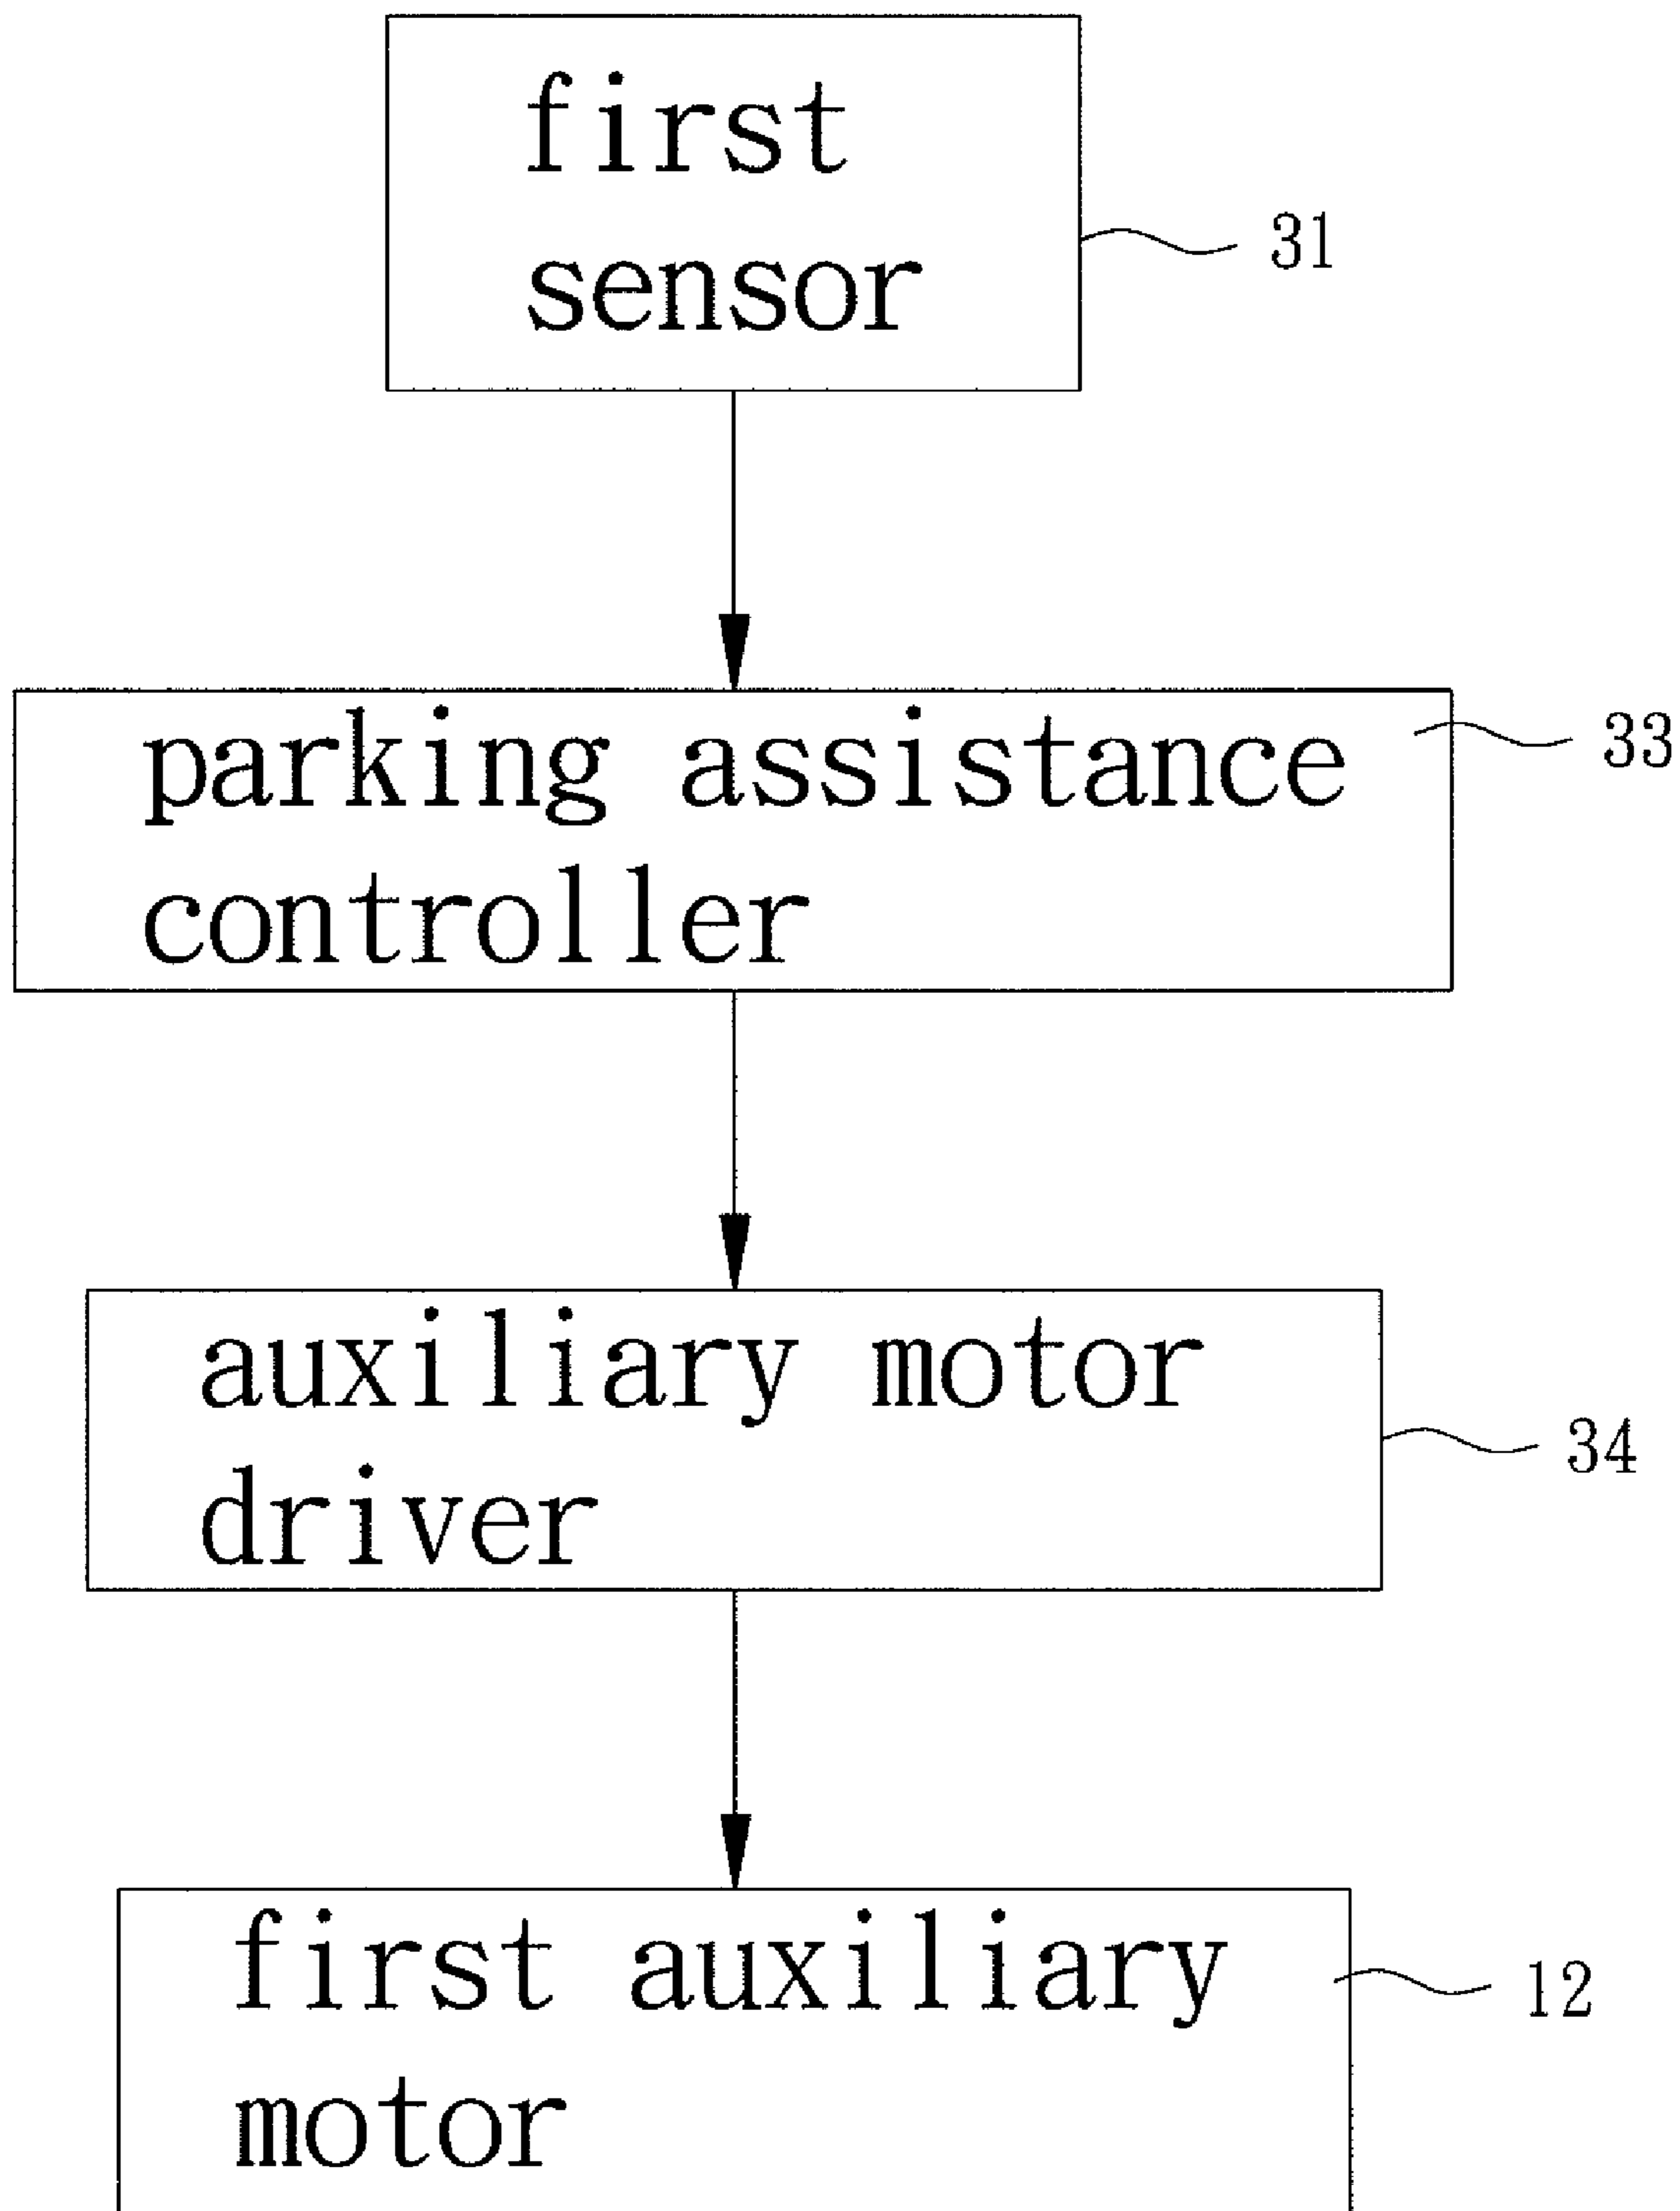 first
sensor
31
parking assistance
controller
33
auxiliary motor
driver
34
first auxiliary
motor
12